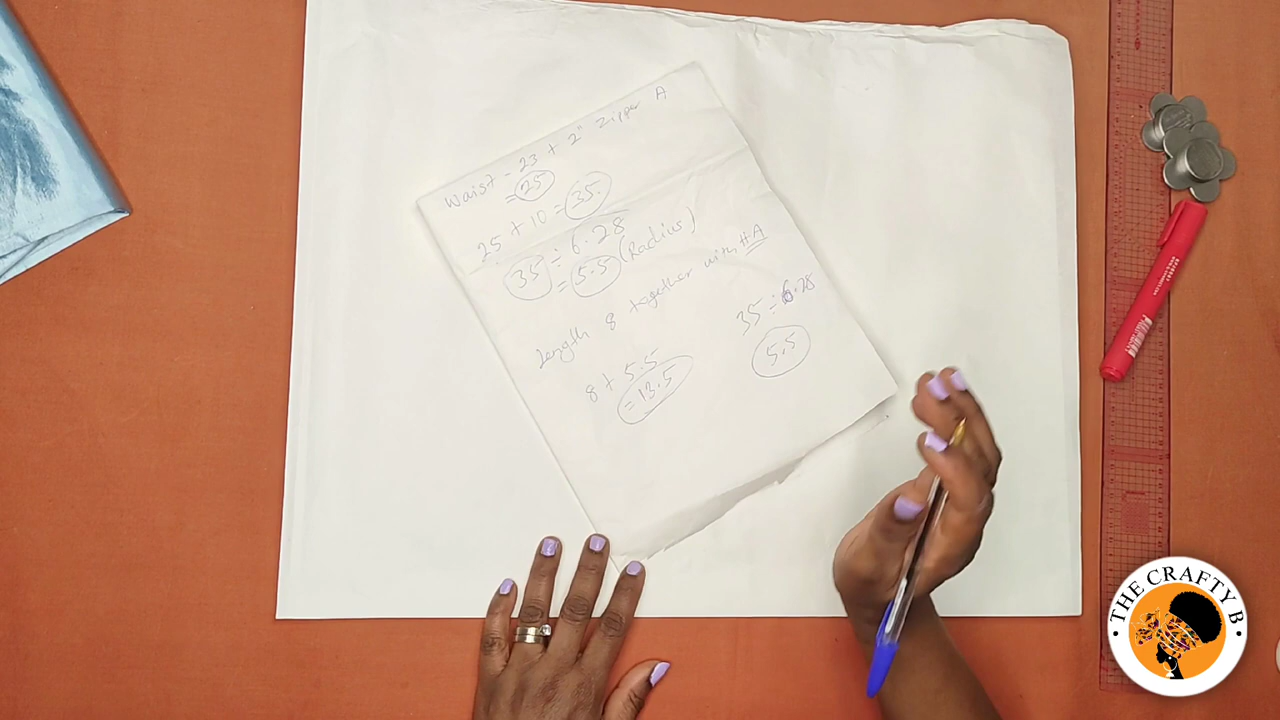 Waist - 23 + 2" Zipper A
= 25
25 + 10 = 35.
35 ÷ 6.28
= 5.5 (Radius)
Length 8 together with HA
8 + 5.5
= 13.5
35 ÷ 6.28
5.5
THE CRAFTY B